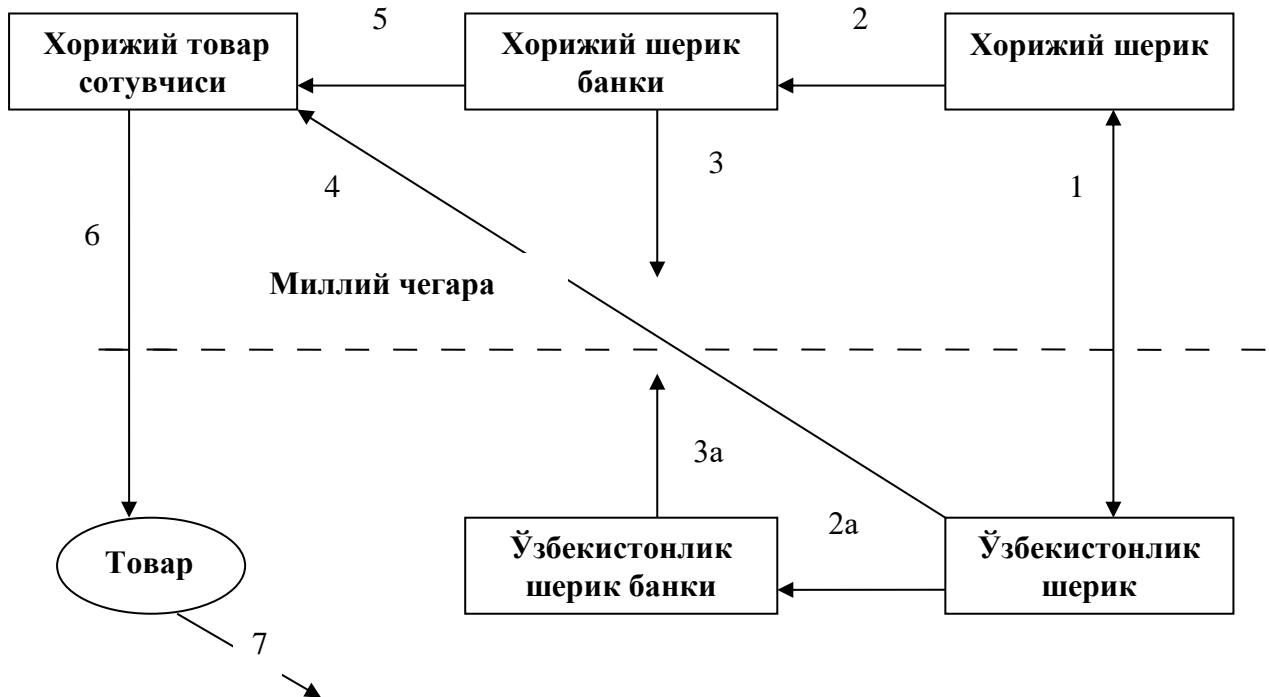 5
2
Хорижий товар
сотувчиси
Хорижий шерик
банки
Хорижий шерик
3
4
1
6
Миллий чегара
3а
2а
Товар
Ўзбекистонлик
шерик банки
Ўзбекистонлик
шерик
7